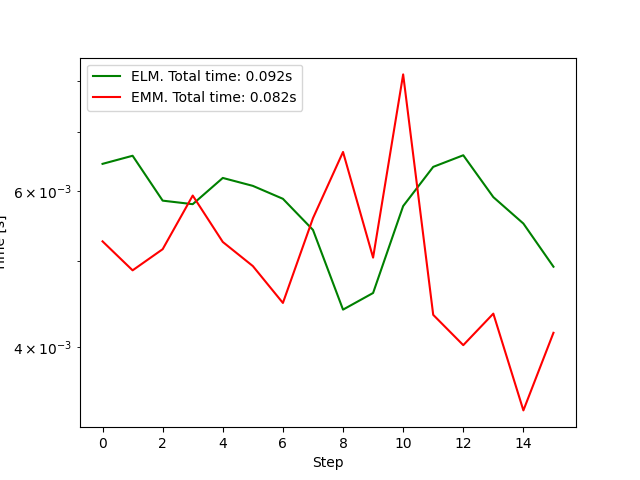 ELM. Total time: 0.092s
EMM. Total time: 0.082s
6 × 10⁻³
4 × 10⁻³
[s]
0 2 4 6 8 10 12 14
Step